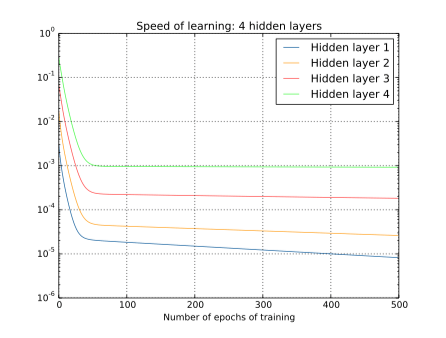 Speed of learning: 4 hidden layers
Hidden layer 1
Hidden layer 2
Hidden layer 3
Hidden layer 4
10^0
10^-1
10^-2
10^-3
10^-4
10^-5
10^-6
0 100 200 300 400 500
Number of epochs of training